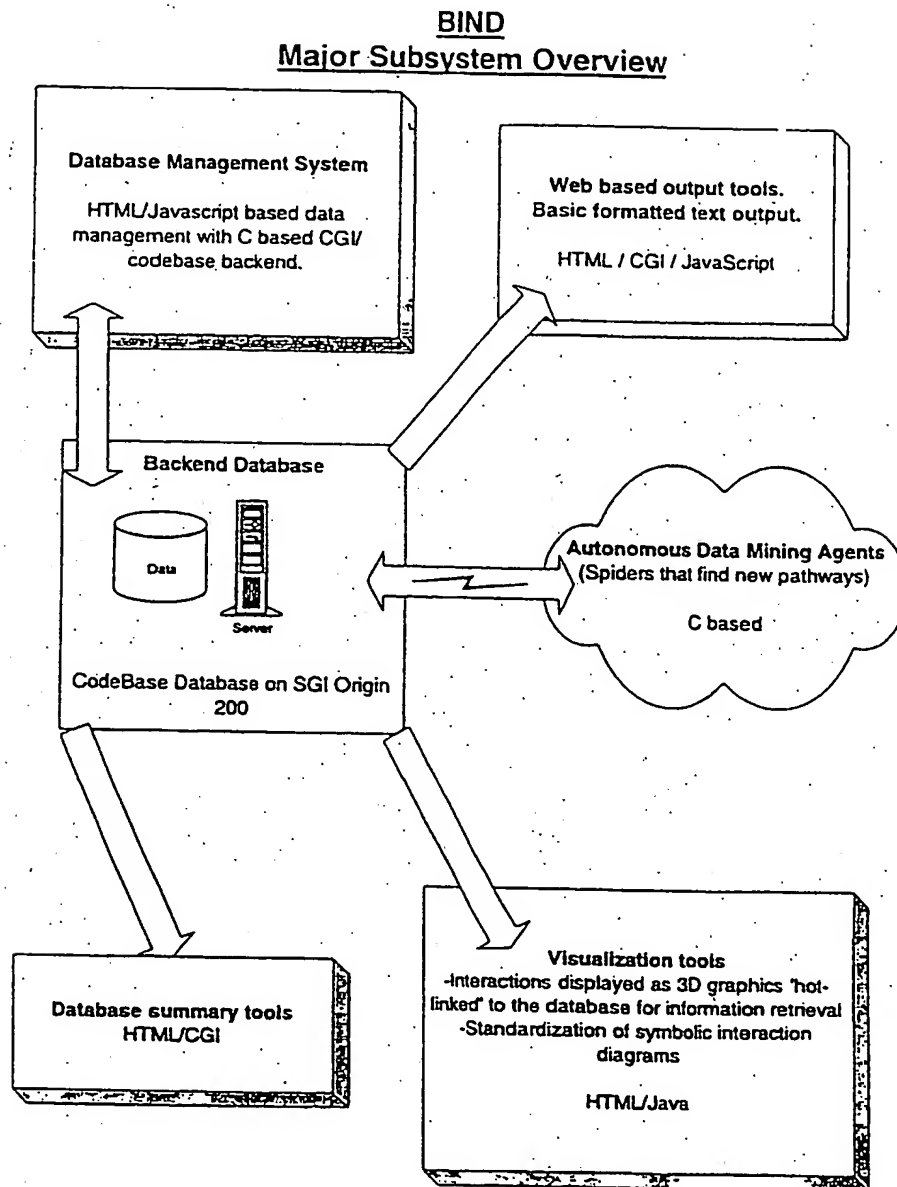 BIND
Major Subsystem Overview
Database Management System
HTML/Javascript based data
management with C based CGI/
codebase backend.
Web based output tools.
Basic formatted text output.
HTML / CGI / JavaScript
Backend Database
Data
Server
CodeBase Database on SGI Origin
200
Autonomous Data Mining Agents
(Spiders that find new pathways)
C based
Database summary tools
HTML/CGI
Visualization tools
-Interactions displayed as 3D graphics "hot-
linked" to the database for information retrieval
-Standardization of symbolic interaction
diagrams
HTML/Java